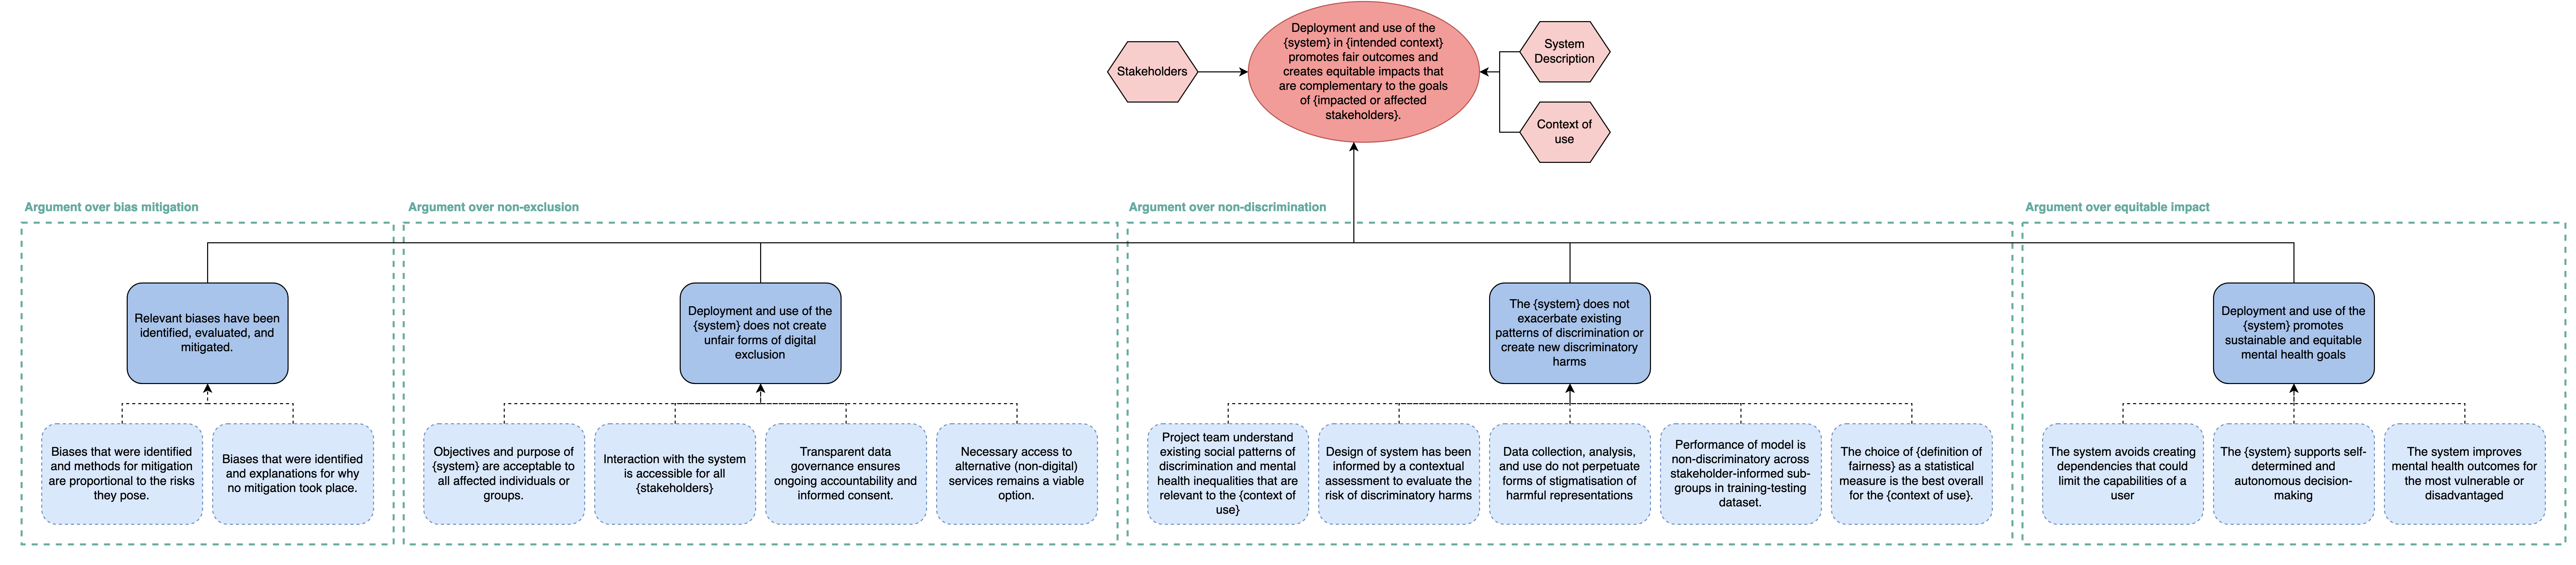 Deployment and use of the
{system} in {intended context}
promotes fair outcomes and
creates equitable impacts that
are complementary to the goals
of {impacted or affected
stakeholders}.
Stakeholders
System
Description
Context of
use
Argument over bias mitigation
Argument over non-exclusion
Argument over non-discrimination
Argument over equitable impact
Relevant biases have been
identified, evaluated, and
mitigated.
Deployment and use of the
{system} does not create
unfair forms of digital
exclusion
The {system} does not
exacerbate existing
patterns of discrimination or
create new discriminatory
harms
Deployment and use of the
{system} promotes
sustainable and equitable
mental health goals
Biases that were identified
and methods for mitigation
are proportional to the risks
they pose.
Biases that were identified
and explanations for why
no mitigation took place.
Objectives and purpose of
{system} are acceptable to
all affected individuals or
groups.
Interaction with the system
is accessible for all
{stakeholders}
Transparent data
governance ensures
ongoing accountability and
informed consent.
Necessary access to
alternative (non-digital)
services remains a viable
option.
Project team understand
existing social patterns of
discrimination and mental
health inequalities that are
relevant to the {context of
use}
Design of system has been
informed by a contextual
assessment to evaluate the
risk of discriminatory harms
Data collection, analysis,
and use do not perpetuate
forms of stigmatisation of
harmful representations
Performance of model is
non-discriminatory across
stakeholder-informed sub-
groups in training-testing
dataset.
The choice of {definition of
fairness} as a statistical
measure is the best overall
for the {context of use}.
The system avoids creating
dependencies that could
limit the capabilities of a
user
The {system} supports self-
determined and
autonomous decision-
making
The system improves
mental health outcomes for
the most vulnerable or
disadvantaged